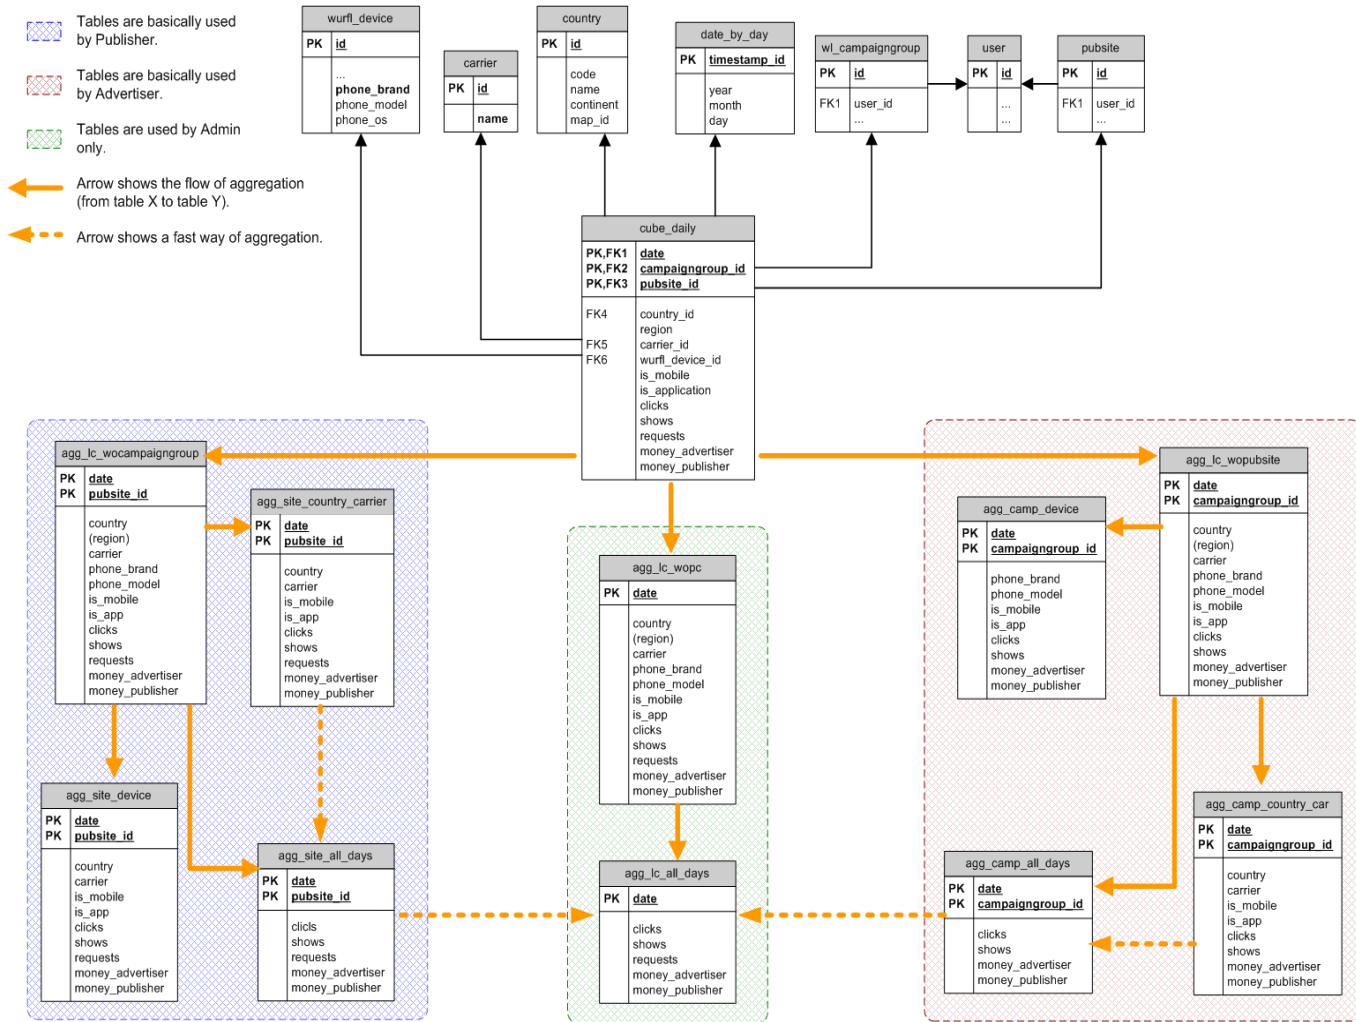 Tables are basically used
by Publisher.
Tables are basically used
by Advertiser.
Tables are used by Admin
only.
Arrow shows the flow of aggregation
(from table X to table Y).
Arrow shows a fast way of aggregation.
wurfl_device
PK id
...
phone_brand
phone_model
phone_os
carrier
PK id
name
country
PK id
code
name
continent
map_id
date_by_day
PK timestamp_id
year
month
day
wl_campaigngroup
PK id
FK1 user_id
...
user
PK id
...
...
pubsite
PK id
FK1 user_id
...
cube_daily
PK,FK1 date
PK,FK2 campaigngroup_id
PK,FK3 pubsite_id
FK4 country_id
region
FK5 carrier_id
FK6 wurfl_device_id
is_mobile
is_application
clicks
shows
requests
money_advertiser
money_publisher
agg_lc_wocampaigngroup
PK date
PK pubsite_id
country
(region)
carrier
phone_brand
phone_model
is_mobile
is_app
clicks
shows
requests
money_advertiser
money_publisher
agg_site_country_carrier
PK date
PK pubsite_id
country
carrier
is_mobile
is_app
clicks
shows
requests
money_advertiser
money_publisher
agg_site_device
PK date
PK pubsite_id
country
carrier
is_mobile
is_app
clicks
shows
requests
money_advertiser
money_publisher
agg_site_all_days
PK date
PK pubsite_id
clicls
shows
requests
money_advertiser
money_publisher
agg_lc_wopc
PK date
country
(region)
carrier
phone_brand
phone_model
is_mobile
is_app
clicks
shows
requests
money_advertiser
money_publisher
agg_lc_all_days
PK date
clicks
shows
requests
money_advertiser
money_publisher
agg_lc_wopubsite
PK date
PK campaigngroup_id
country
(region)
carrier
phone_brand
phone_model
is_mobile
is_app
clicks
shows
money_advertiser
money_publisher
agg_camp_device
PK date
PK campaigngroup_id
phone_brand
phone_model
is_mobile
is_app
clicks
shows
money_advertiser
money_publisher
agg_camp_country_car
PK date
PK campaigngroup_id
country
carrier
is_mobile
is_app
clicks
shows
money_advertiser
money_publisher
agg_camp_all_days
PK date
PK campaigngroup_id
clicks
shows
money_advertiser
money_publisher